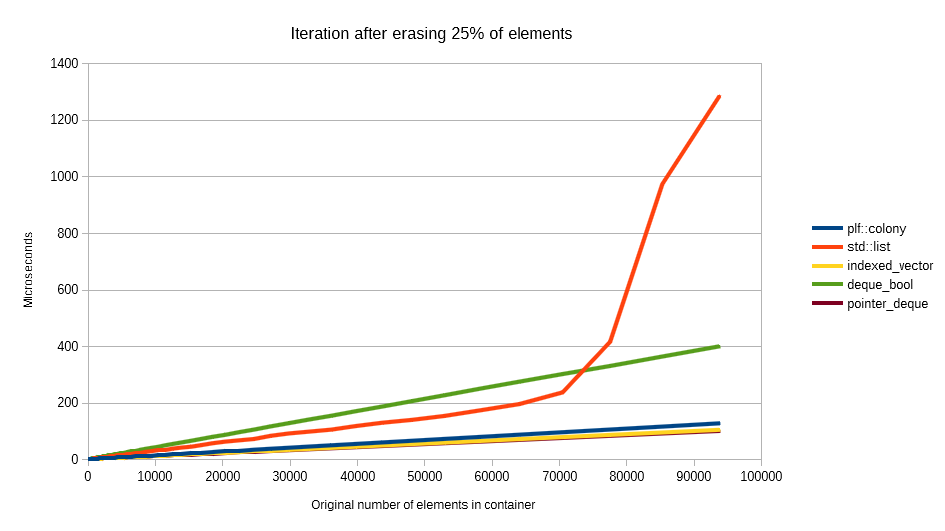 Iteration after erasing 25% of elements
1400
1200
1000
800
600
400
200
0
Microseconds
0 10000 20000 30000 40000 50000 60000 70000 80000 90000 100000
Original number of elements in container
plf::colony
std::list
indexed_vector
deque_bool
pointer_deque